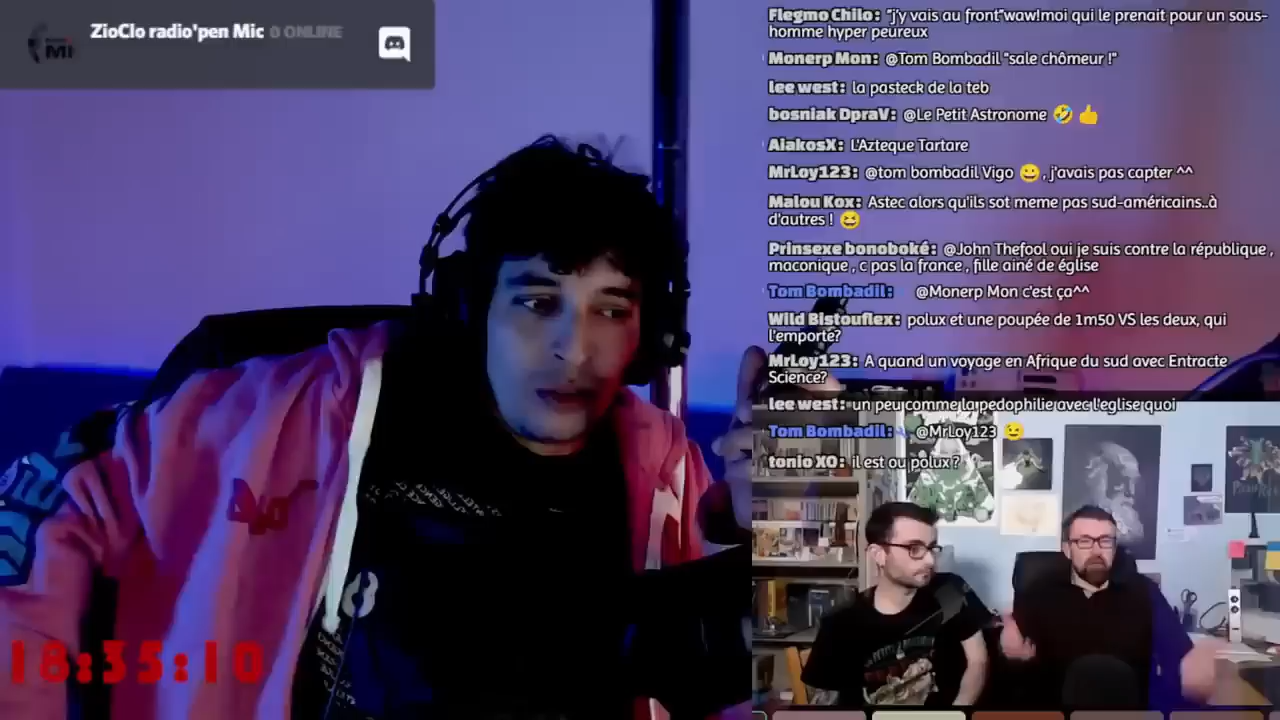 ZioClo radio'pen Mic 0 ONLINE
MI
Flegmo Chilo: "j'y vais au front"waw!moi qui le prenait pour un sous-
homme hyper peureux
Monerp Mon: @Tom Bombadil "sale chômeur !"
lee west: la pasteck de la teb
bosniak DpraV: @Le Petit Astronome 🤣 👍
AiakosX: L'Azteque Tartare
MrLoy123: @tom bombadil Vigo 😀 , j'avais pas capter ^^
Malou Kox: Astec alors qu'ils sot meme pas sud-américains..à
d'autres ! 😆
Prinsexe bonoboké: @John Thefool oui je suis contre la république ,
maconique , c pas la france , fille ainé de église
Tom Bombadil: @Monerp Mon c'est ça^^
Wild Bistouflex: polux et une poupée de 1m50 VS les deux, qui
l'emporte?
MrLoy123: A quand un voyage en Afrique du sud avec Entracte
Science?
lee west: un peu comme la pedophilie avec l'eglise quoi
Tom Bombadil: @MrLoy123 😉
tonio XO: il est ou polux ?
18:35:10